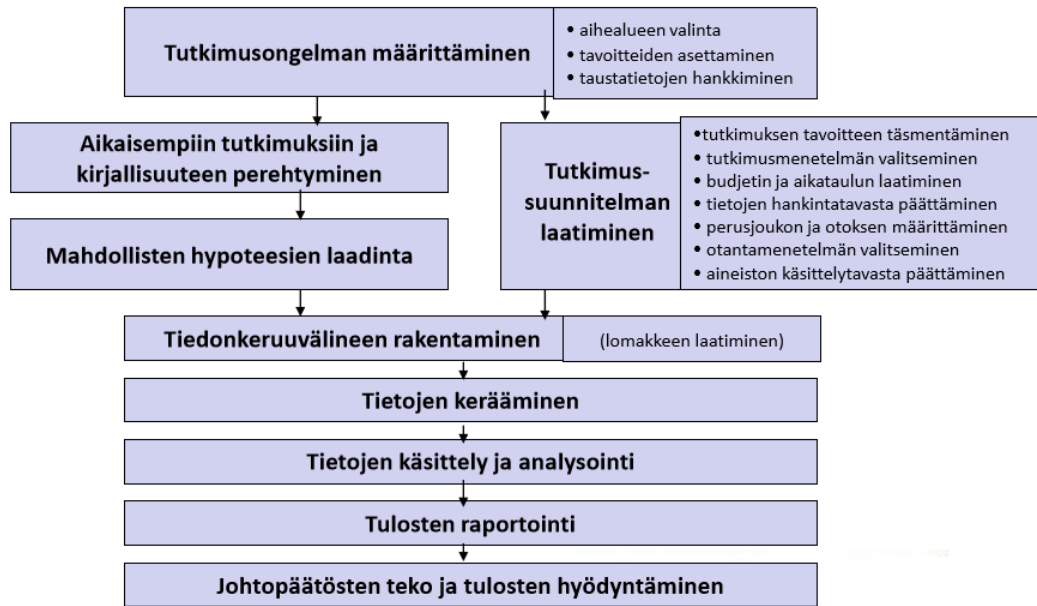 Tutkimusongelman määrittäminen
• aihealueen valinta
• tavoitteiden asettaminen
• taustatietojen hankkiminen
Aikaisempiin tutkimuksiin ja
kirjallisuuteen perehtyminen
Mahdollisten hypoteesien laadinta
Tutkimus-
suunnitelman
laatiminen
•tutkimuksen tavoitteen täsmentäminen
• tutkimusmenetelmän valitseminen
• budjetin ja aikataulun laatiminen
• tietojen hankintatavasta päättäminen
• perusjoukon ja otoksen määrittäminen
• otantamenetelmän valitseminen
• aineiston käsittelytavasta päättäminen
Tiedonkeruuvälineen rakentaminen
(lomakkeen laatiminen)
Tietojen kerääminen
Tietojen käsittely ja analysointi
Tulosten raportointi
Johtopäätösten teko ja tulosten hyödyntäminen